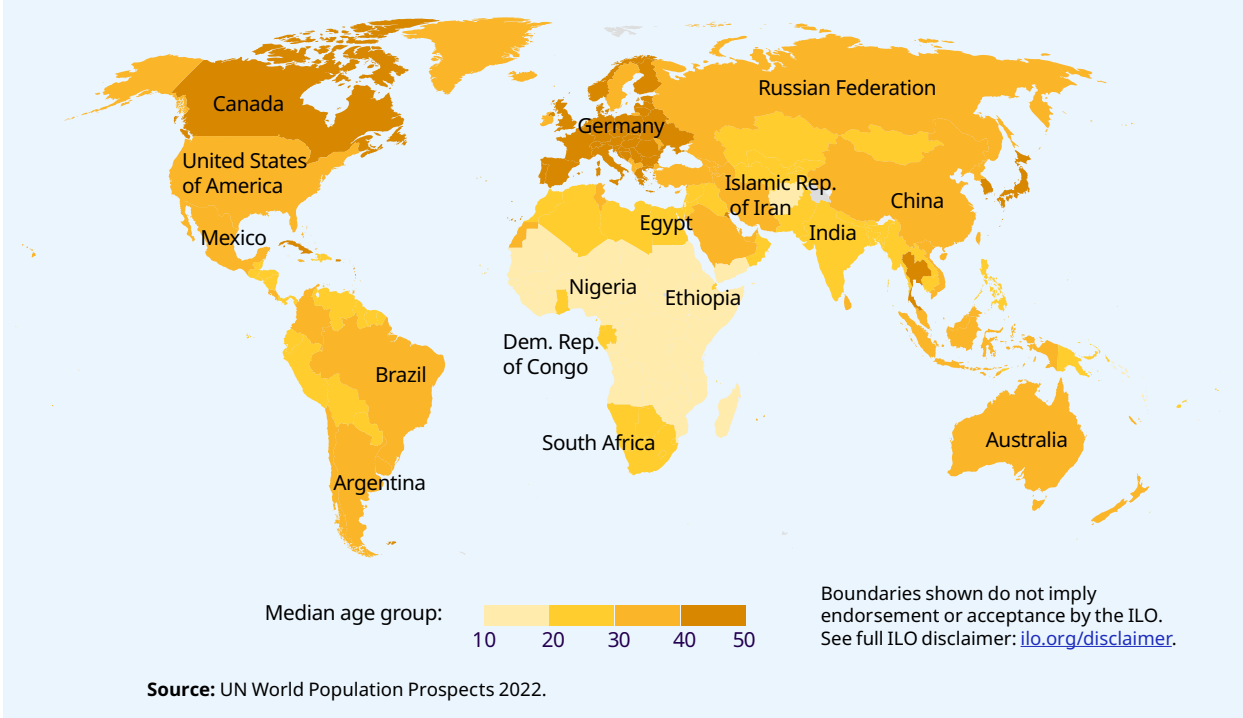 Canada
Russian Federation
Germany
United States
of America
Islamic Rep.
of Iran
China
Mexico
Egypt
India
Nigeria
Ethiopia
Dem. Rep.
of Congo
Brazil
South Africa
Australia
Argentina
Median age group:
10 20 30 40 50
Boundaries shown do not imply
endorsement or acceptance by the ILO.
See full ILO disclaimer: ilo.org/disclaimer.
Source: UN World Population Prospects 2022.